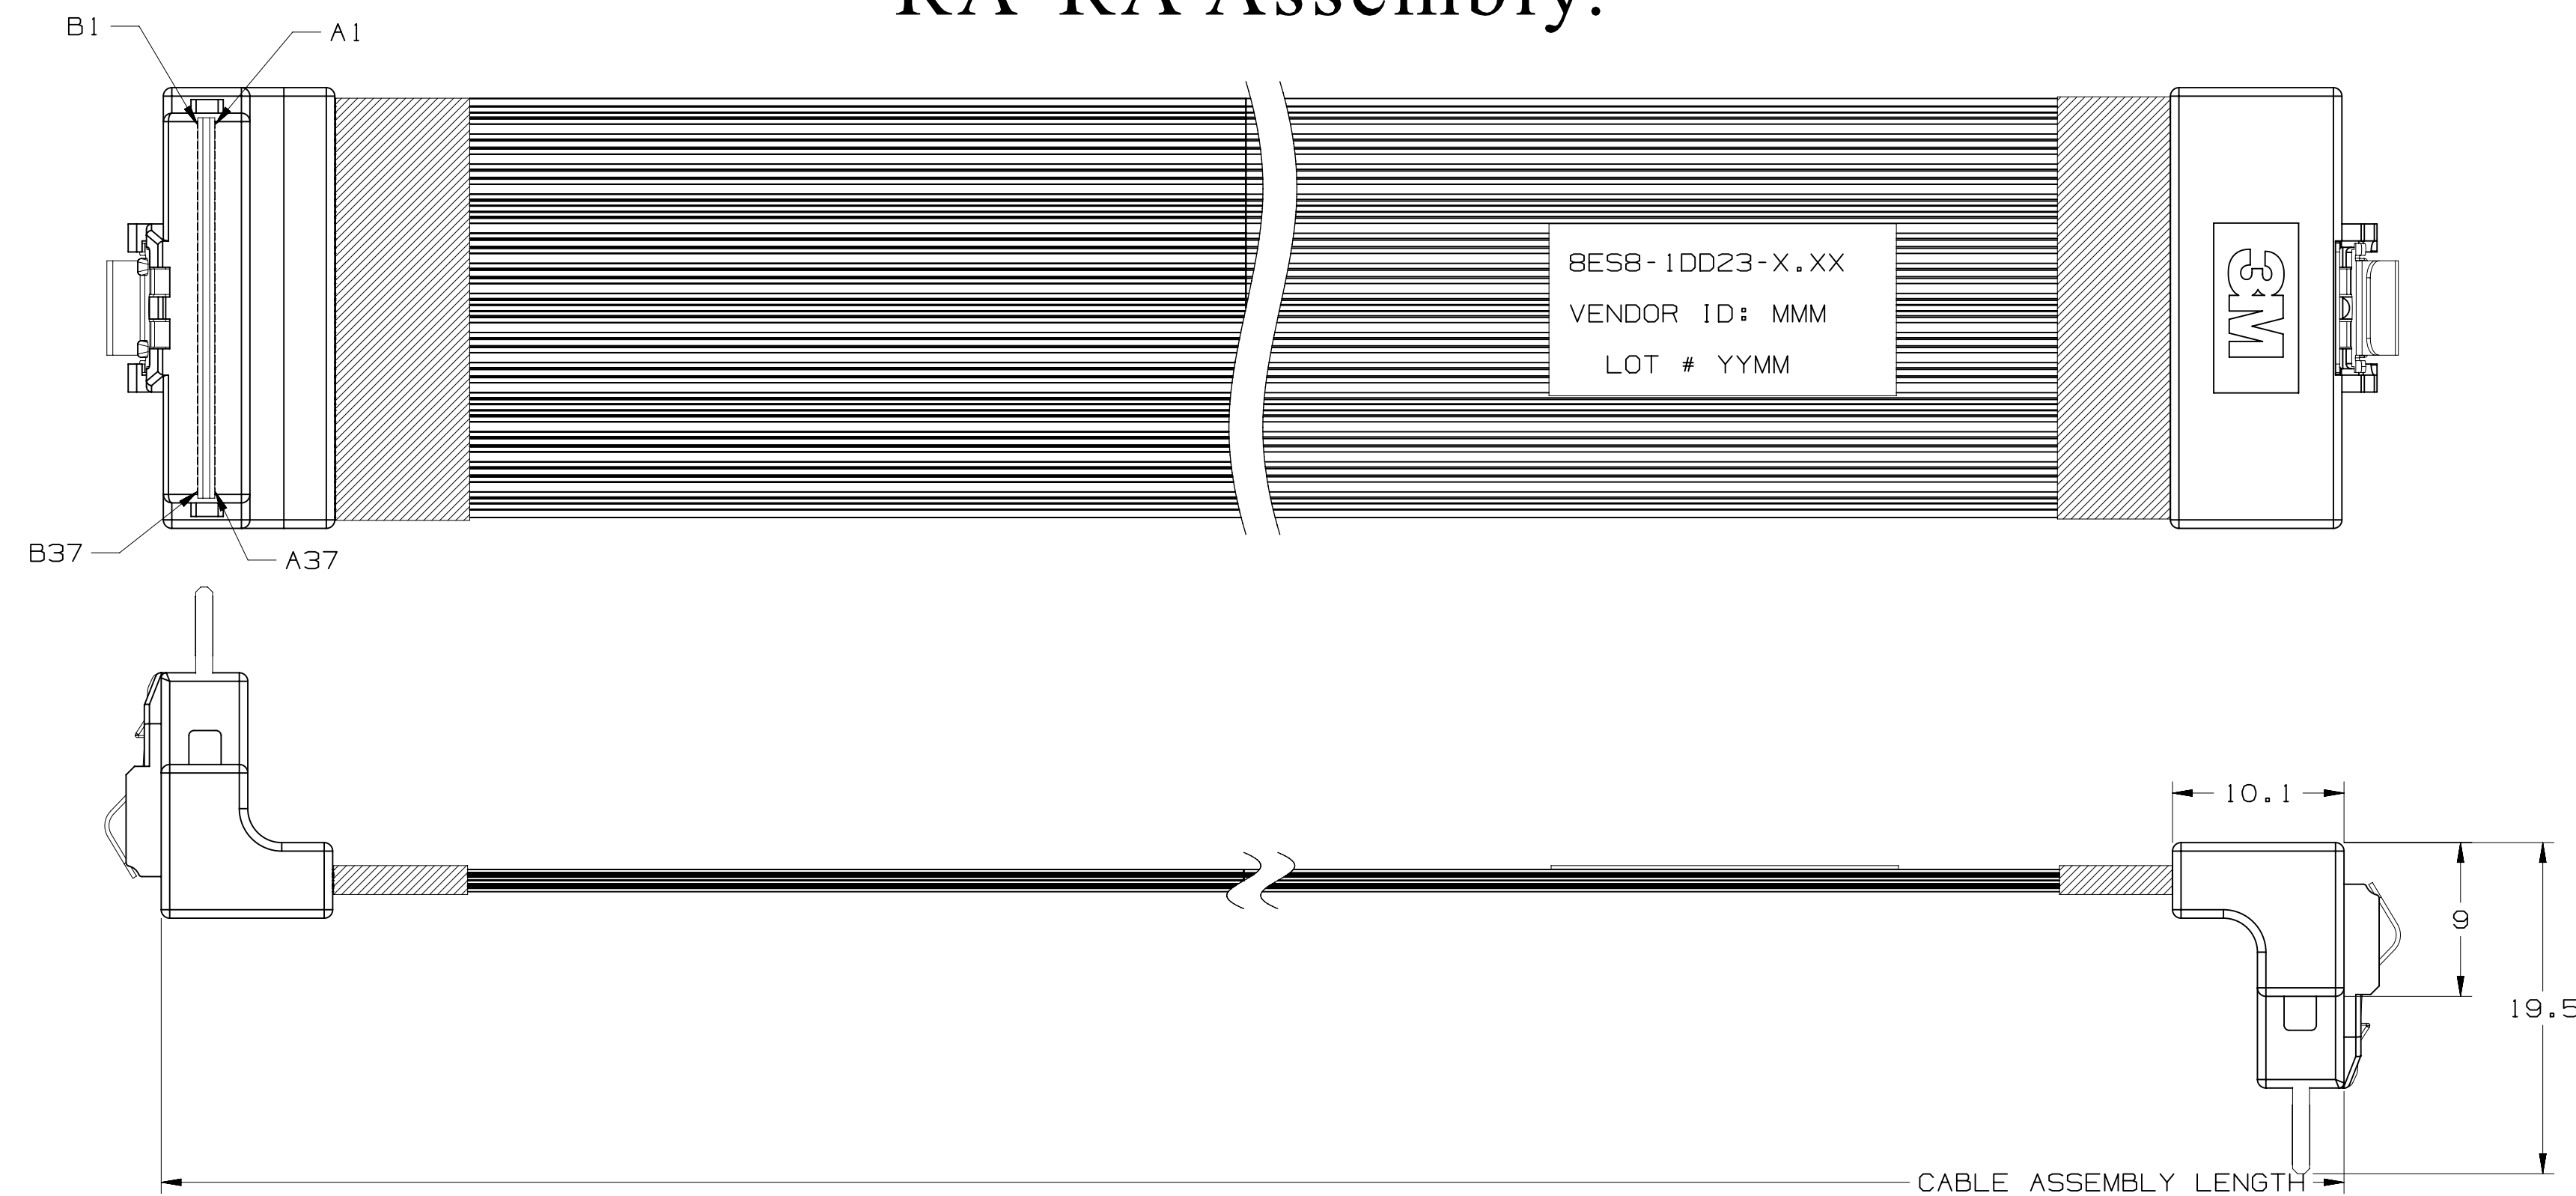 RA-RA Assembly:
B1
A1
8ES8-1DD23-X.XX
VENDOR ID: MMM
LOT # YYMM
3M
B37
A37
10.1
9
19.5
CABLE ASSEMBLY LENGTH